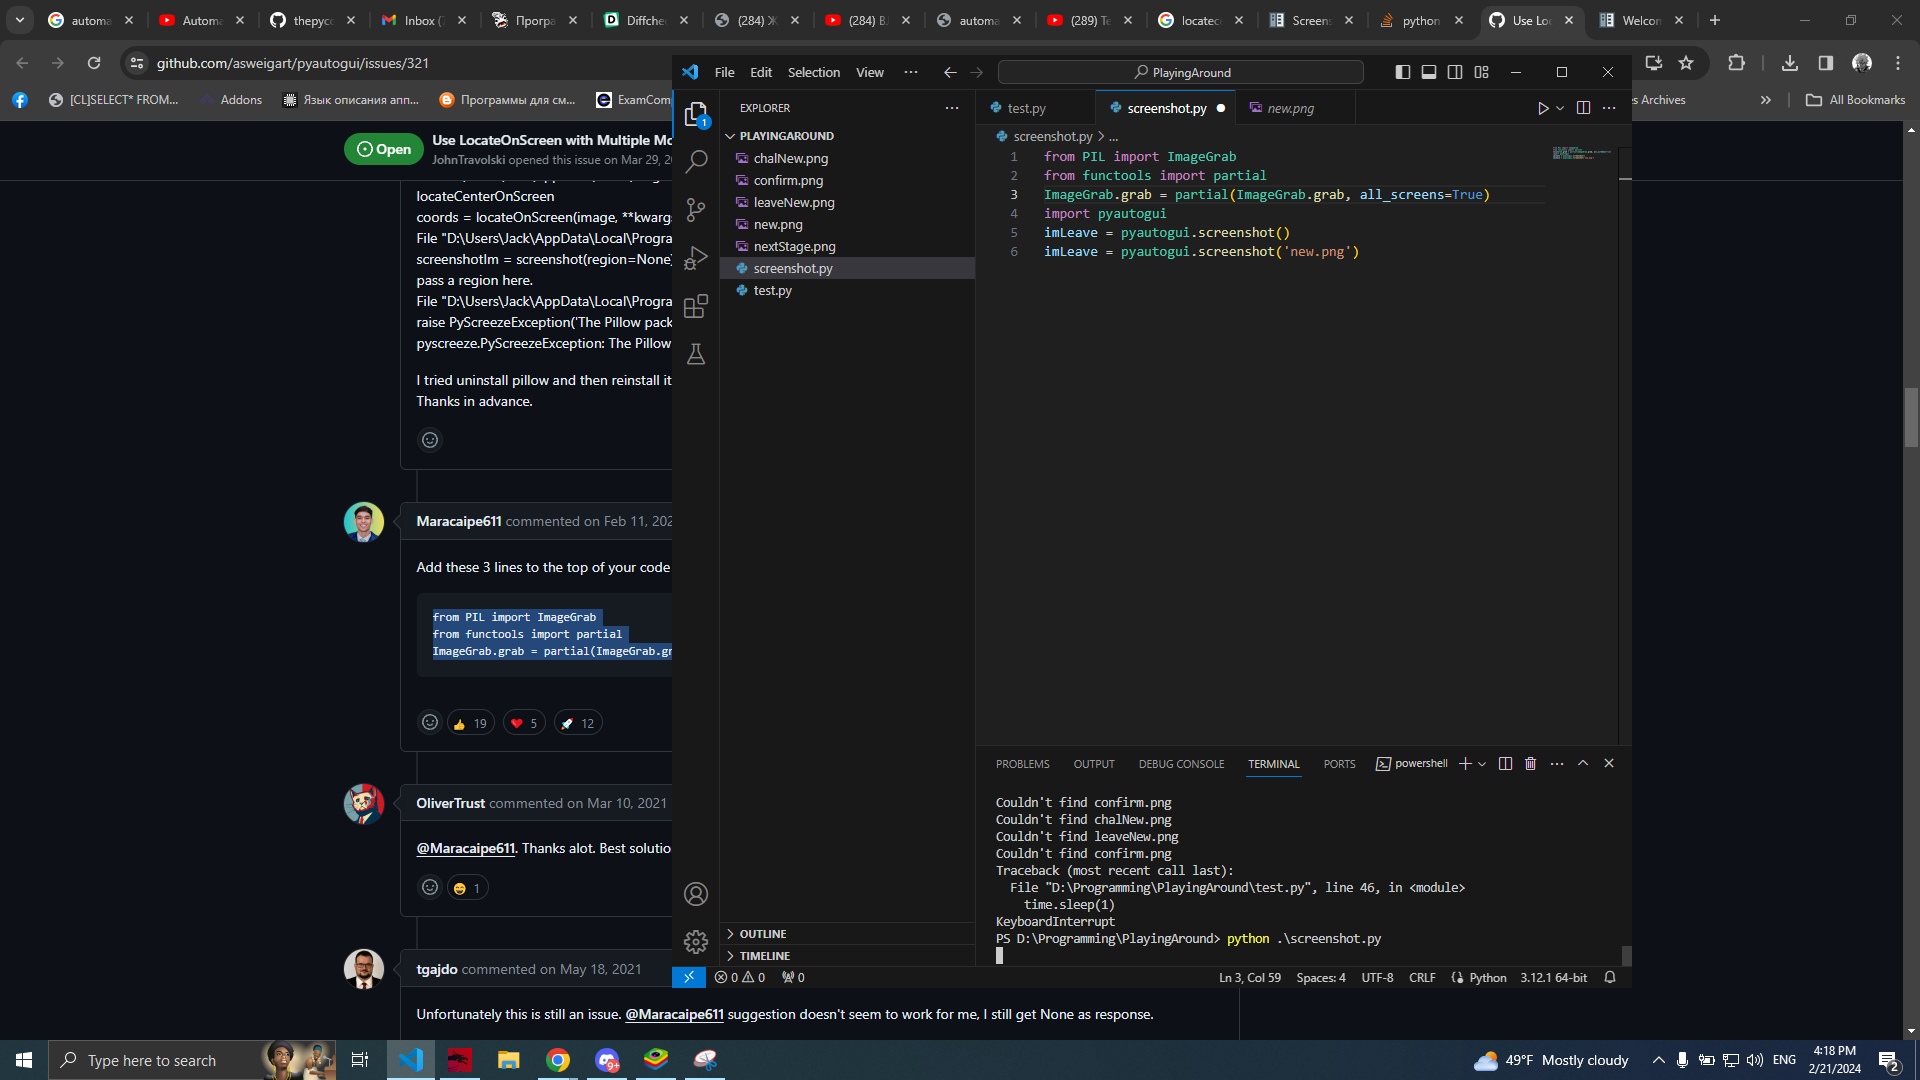 automa
Automa
thepycc
Inbox (7
Програ
Diffche
(284) Ж
(284) B.
automa
(289) Te
locatec
Screens
python
Use Loc
Welcon
github.com/asweigart/pyautogui/issues/321
[CL]SELECT* FROM...
Addons
Язык описания апп...
Программы для см...
ExamCom
s Archives
All Bookmarks
Open
Use LocateOnScreen with Multiple Mo
JohnTravolski opened this issue on Mar 29, 20
locateCenterOnScreen
coords = locateOnScreen(image, **kwargs
File "D:\Users\Jack\AppData\Local\Progra
screenshotIm = screenshot(region=None)
pass a region here.
File "D:\Users\Jack\AppData\Local\Progra
raise PyScreezeException('The Pillow pack
pyscreeze.PyScreezeException: The Pillow
I tried uninstall pillow and then reinstall it
Thanks in advance.
Maracaipe611 commented on Feb 11, 202
Add these 3 lines to the top of your code
from PIL import ImageGrab
from functools import partial
ImageGrab.grab = partial(ImageGrab.gr
19
5
12
OliverTrust commented on Mar 10, 2021
@Maracaipe611. Thanks alot. Best solutio
1
tgajdo commented on May 18, 2021
Unfortunately this is still an issue. @Maracaipe611 suggestion doesn't seem to work for me, I still get None as response.
File Edit Selection View
PlayingAround
EXPLORER
1
PLAYINGAROUND
chalNew.png
confirm.png
leaveNew.png
new.png
nextStage.png
screenshot.py
test.py
OUTLINE
TIMELINE
test.py
screenshot.py
new.png
screenshot.py > ...
1 from PIL import ImageGrab
2 from functools import partial
3 ImageGrab.grab = partial(ImageGrab.grab, all_screens=True)
4 import pyautogui
5 imLeave = pyautogui.screenshot()
6 imLeave = pyautogui.screenshot('new.png')
PROBLEMS OUTPUT DEBUG CONSOLE TERMINAL PORTS powershell
Couldn't find confirm.png
Couldn't find chalNew.png
Couldn't find leaveNew.png
Couldn't find confirm.png
Traceback (most recent call last):
File "D:\Programming\PlayingAround\test.py", line 46, in <module>
time.sleep(1)
KeyboardInterrupt
PS D:\Programming\PlayingAround> python .\screenshot.py
0 0 0
Ln 3, Col 59 Spaces: 4 UTF-8 CRLF Python 3.12.1 64-bit
Type here to search
9+
49°F Mostly cloudy
ENG
4:18 PM
2/21/2024
2